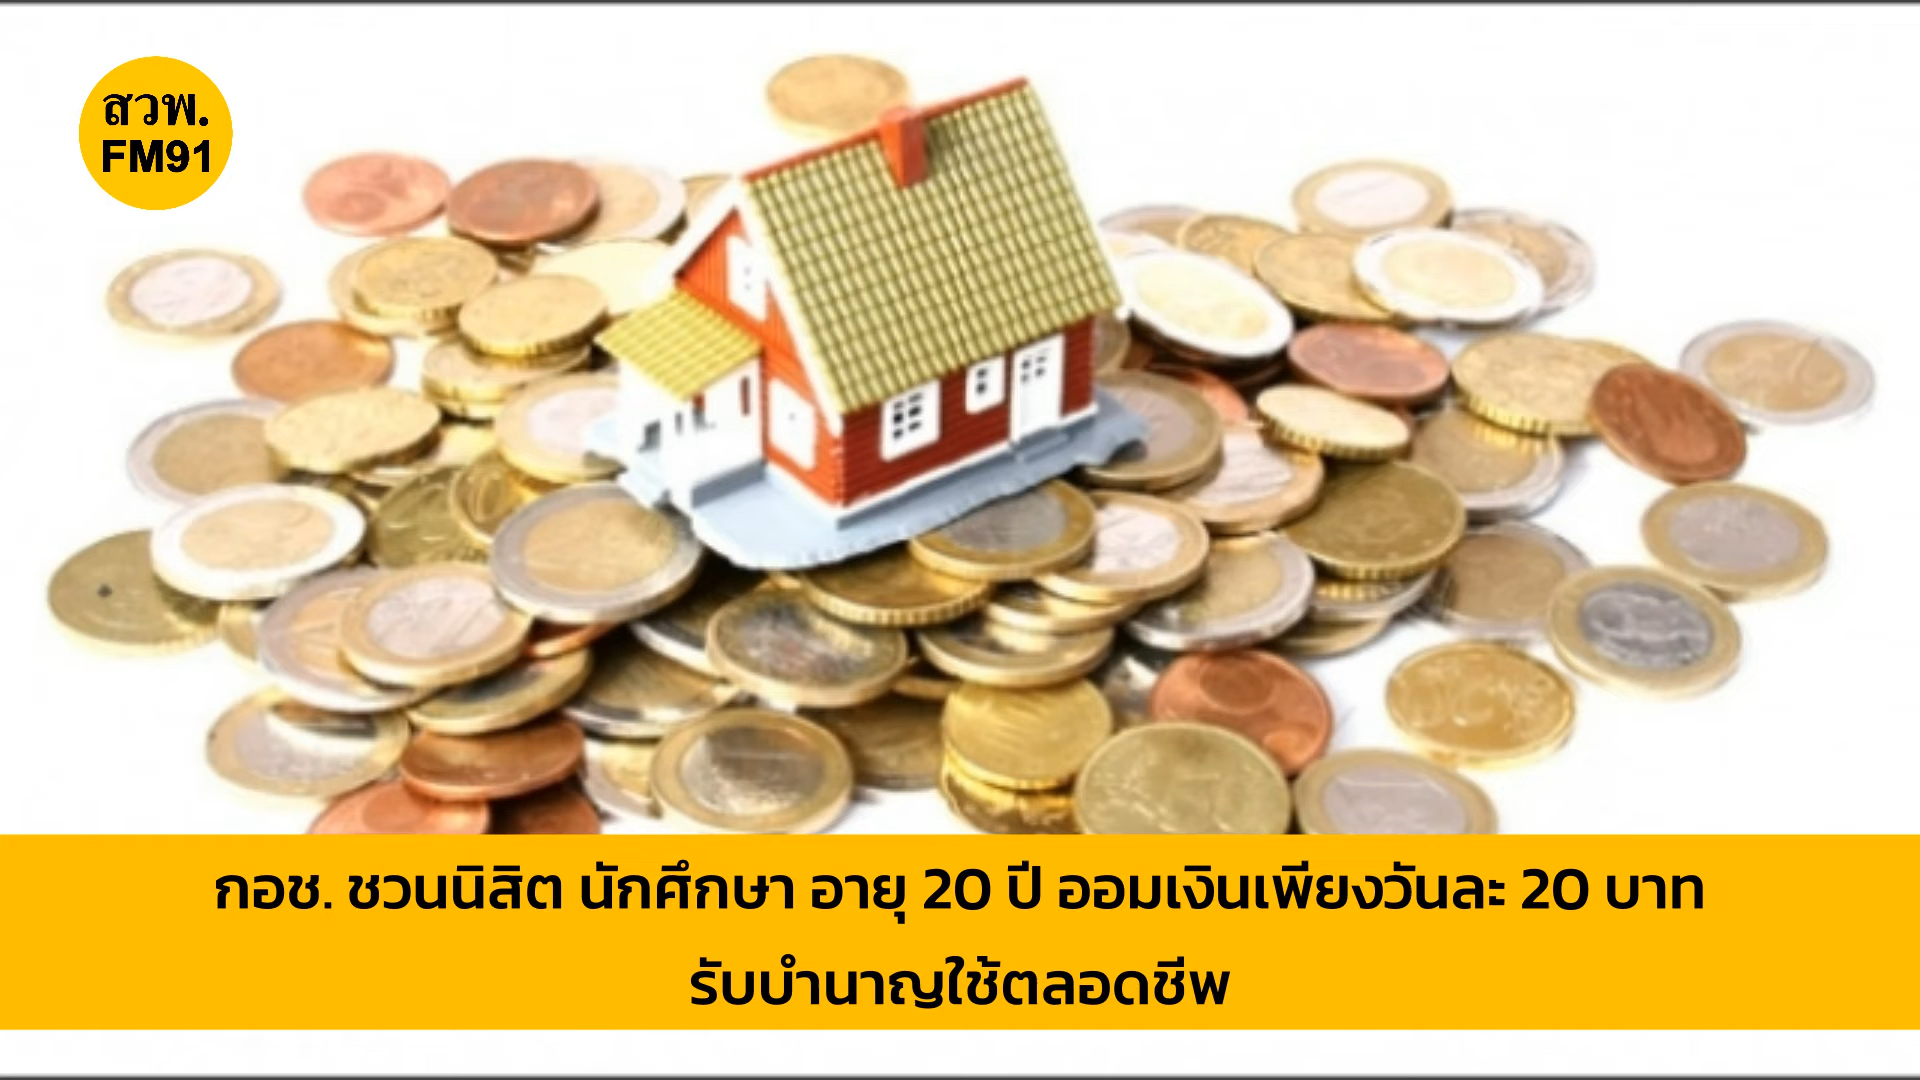 สวพ.
FM91
กอช. ชวนนิสิต นักศึกษา อายุ 20 ปี ออมเงินเพียงวันละ 20 บาท
รับบำนาญใช้ตลอดชีพ